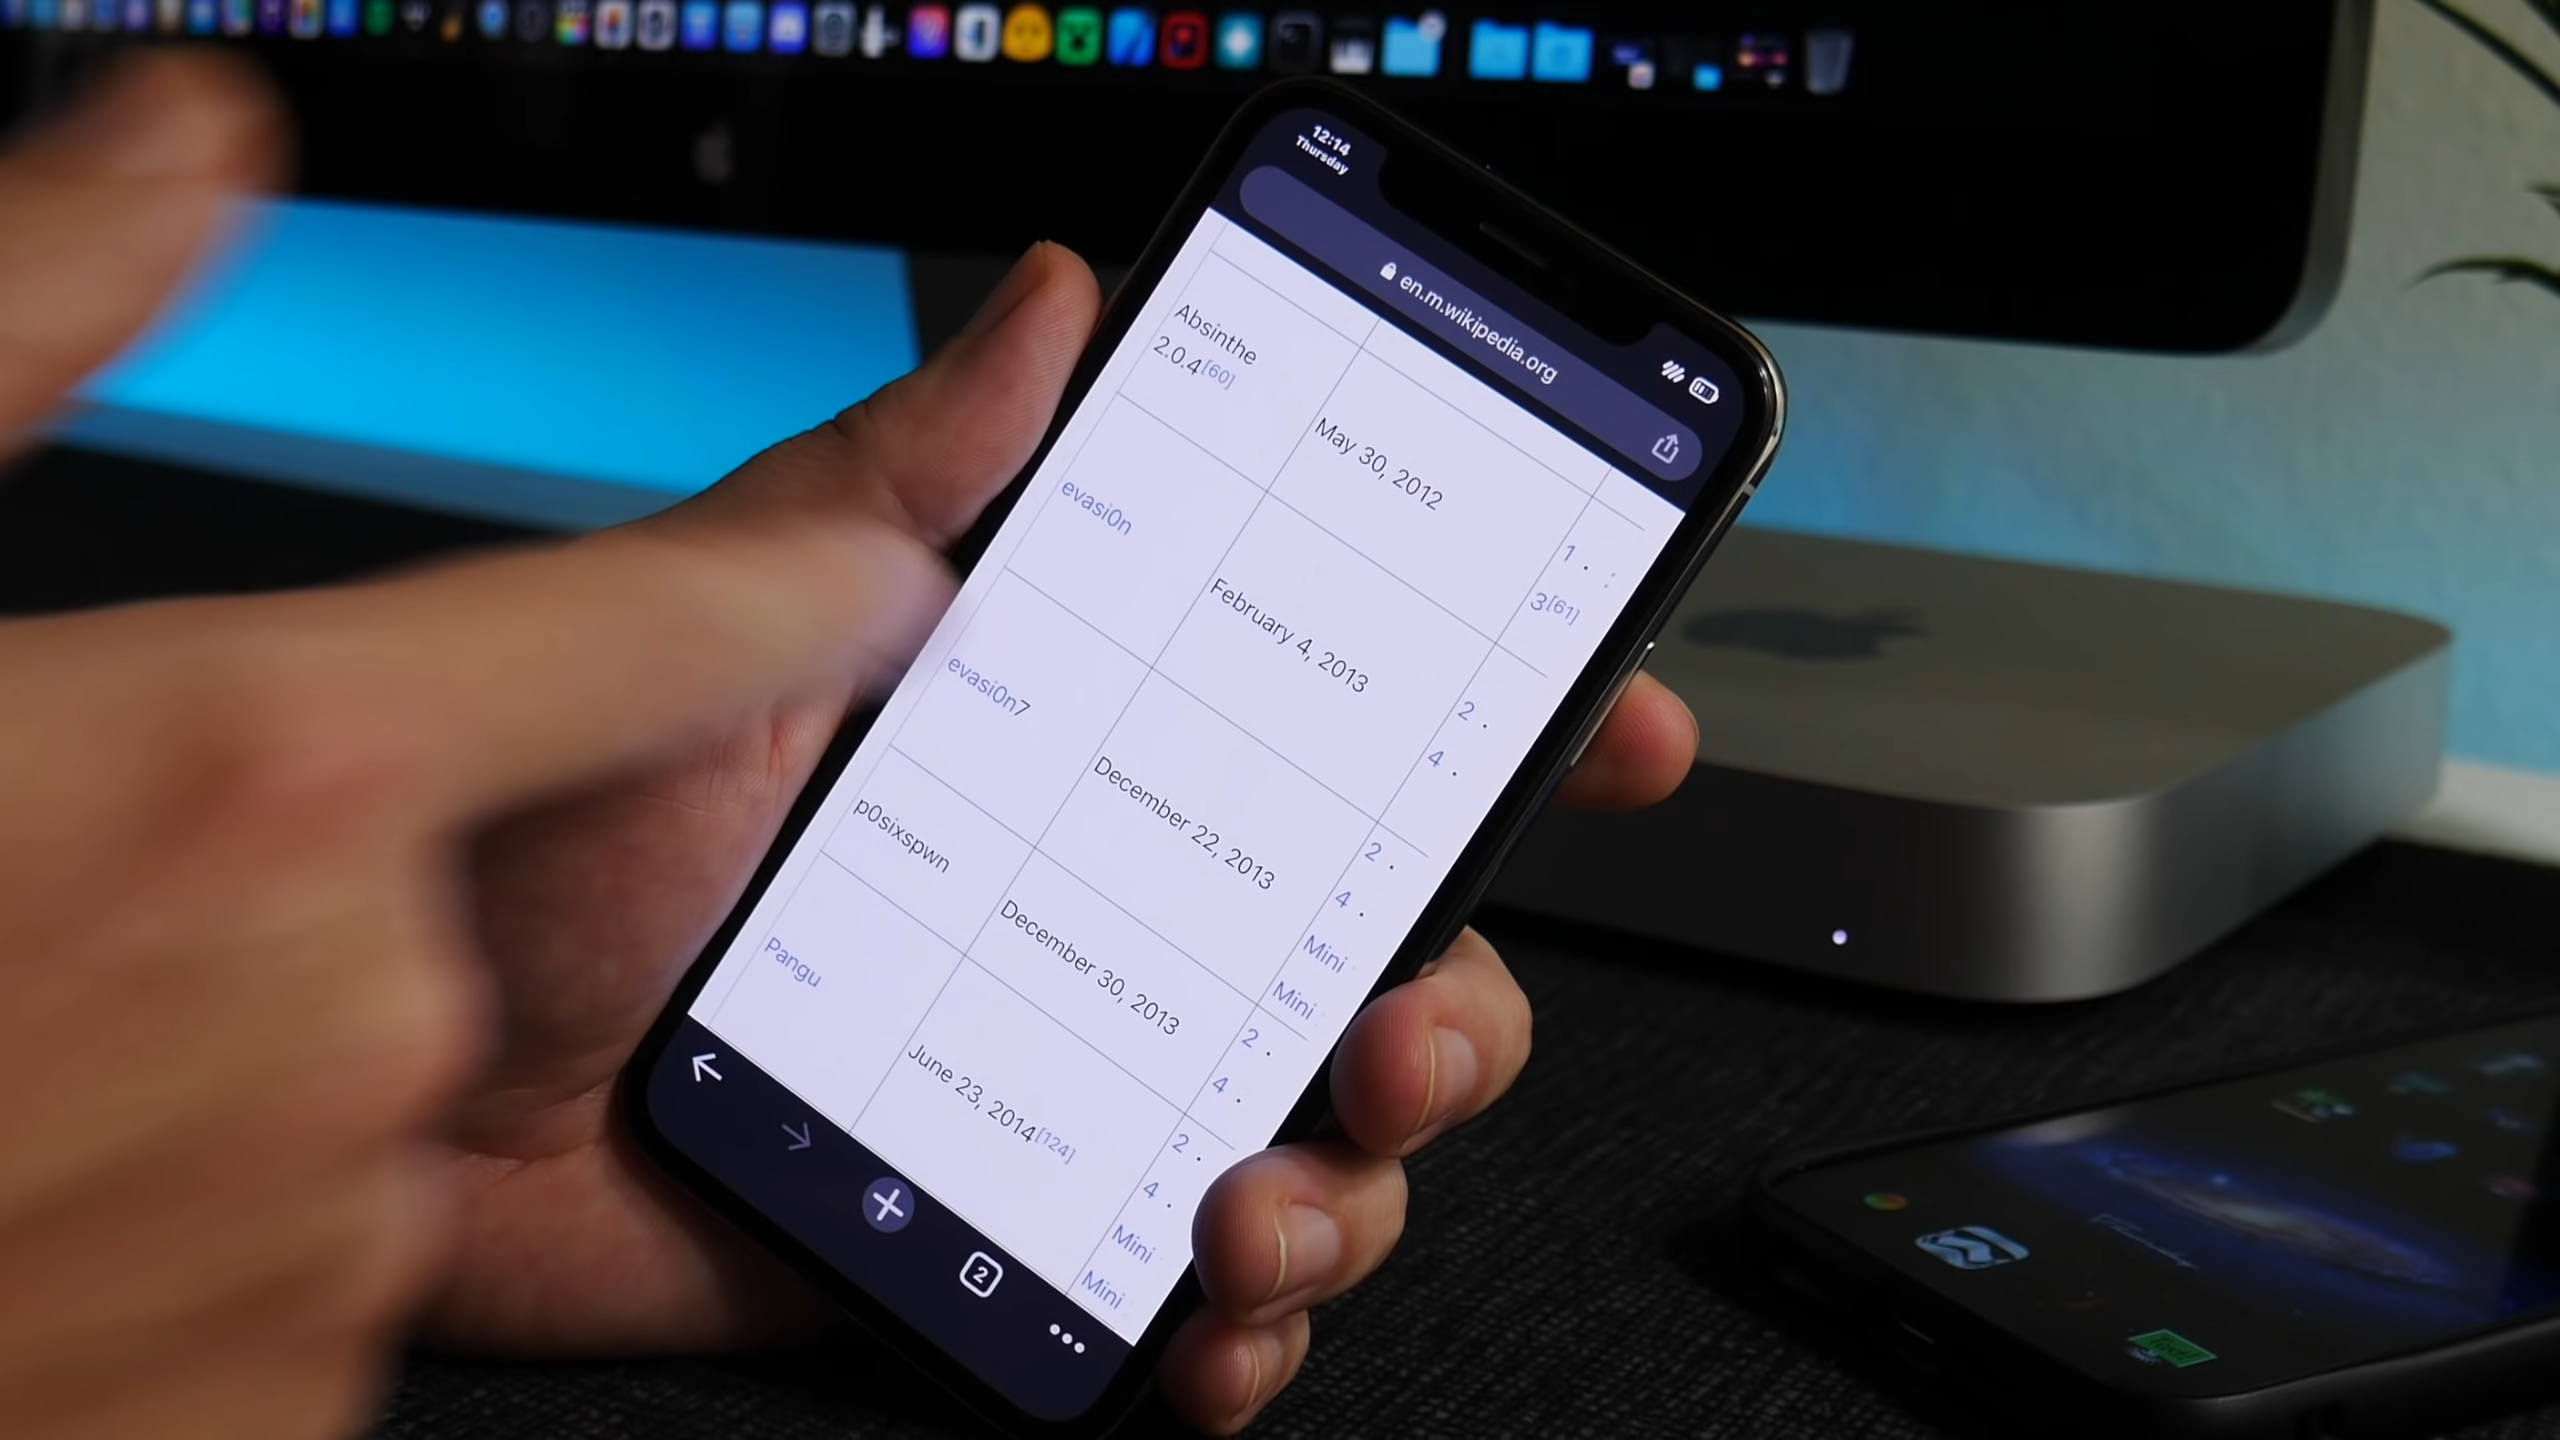 12:14
Thursday
en.m.wikipedia.org
Absinthe
2.0.4[60]
May 30, 2012
1 .
3[61]
evasi0n
February 4, 2013
2 .
4 .
evasi0n7
December 22, 2013
2 .
4 .
Mini
Mini
p0sixspwn
December 30, 2013
2 .
4 .
Pangu
June 23, 2014[124]
2 .
4 .
Mini
Mini
2